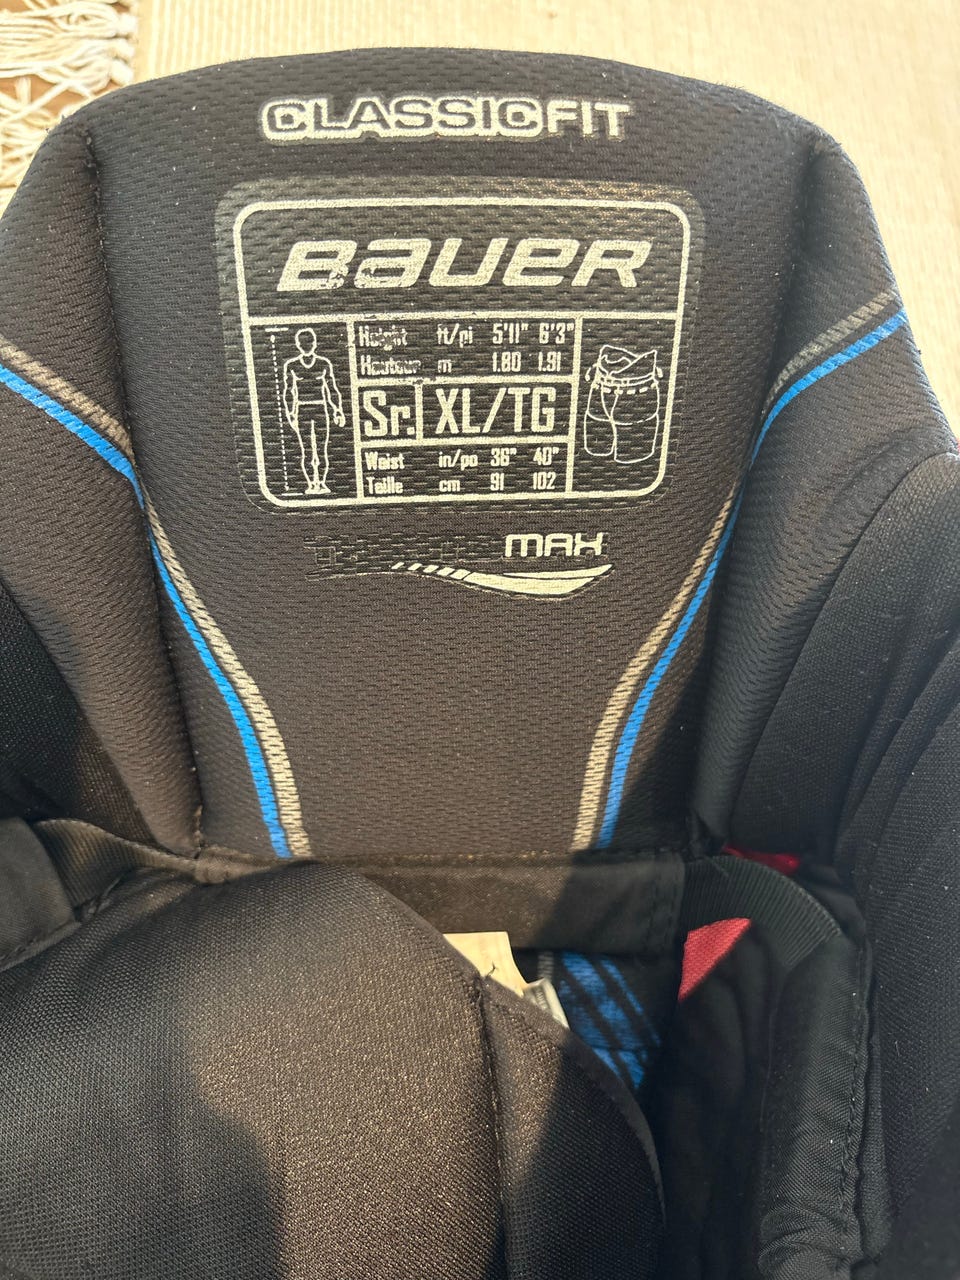 CLASSICFIT
BAUER
Height ft/pi 5'11" 6'3"
Hauteur m 1.80 1.91
Sr. XL/TG
Waist in/po 36" 40"
Taille cm 91 102
MAX